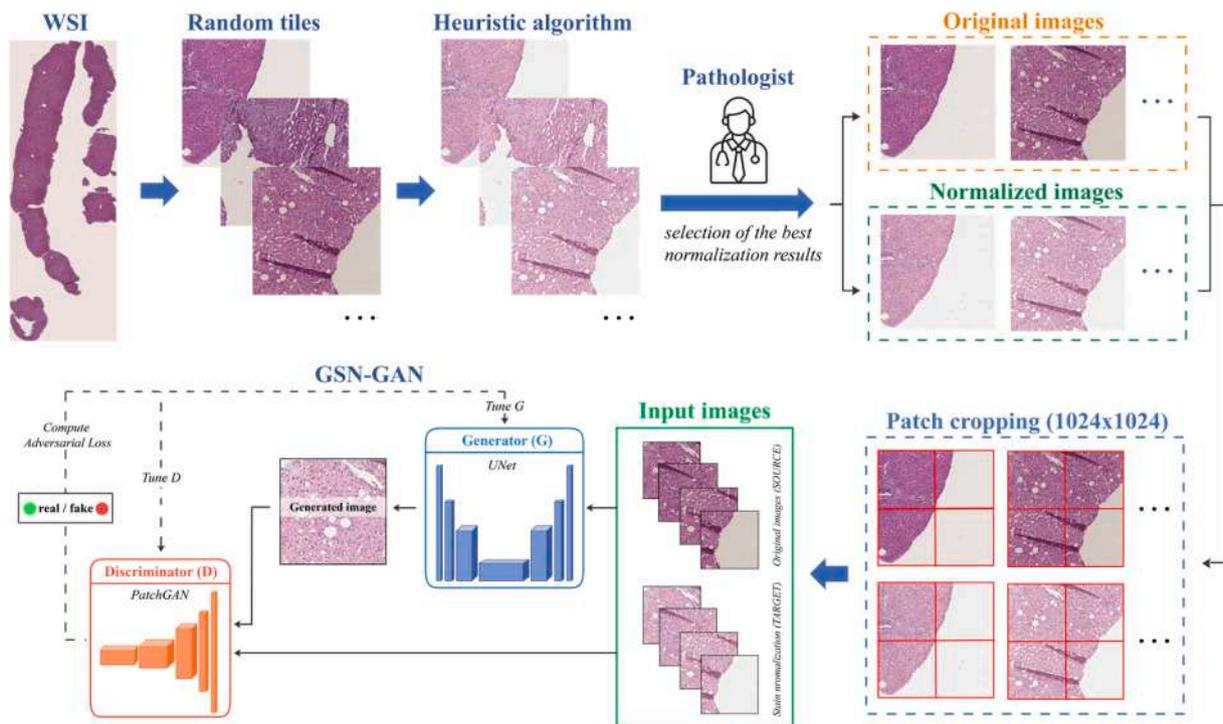 WSI
Random tiles
Heuristic algorithm
Pathologist
selection of the best
normalization results
Original images
• • •
Normalized images
• • •
• • •
• • •
GSN-GAN
Compute
Adversarial Loss
Tune D
Tune G
real / fake
Discriminator (D)
PatchGAN
Generated image
Generator (G)
UNet
Input images
Original images (SOURCE)
Stain nromalization (TARGET)
Patch cropping (1024x1024)
• • •
• • •